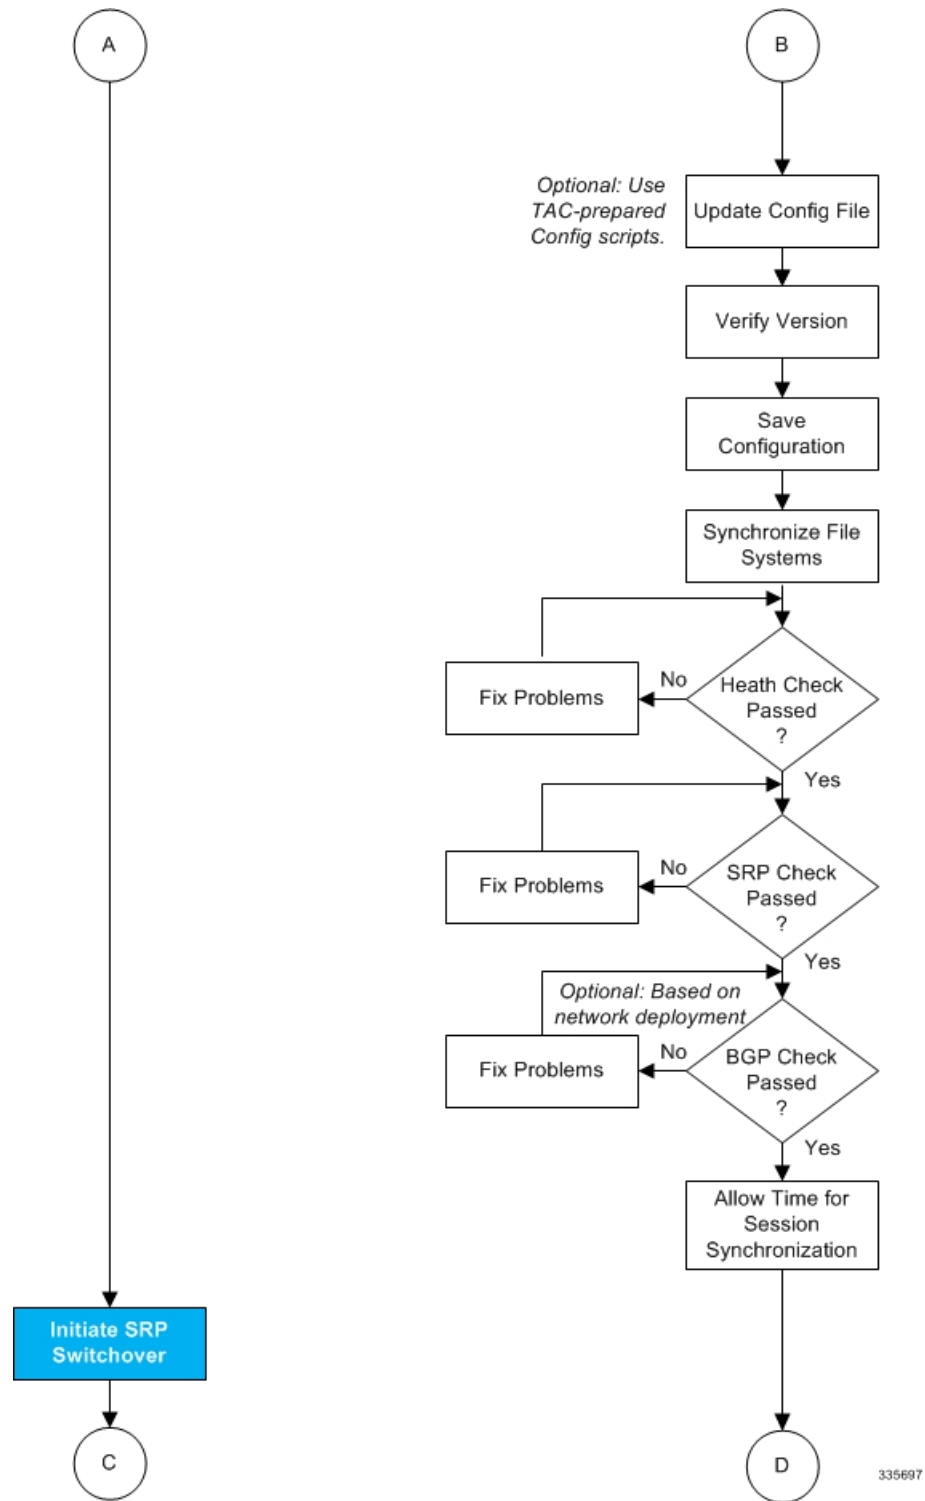 A
B
Optional: Use
TAC-prepared
Config scripts.
Update Config File
Verify Version
Save
Configuration
Synchronize File
Systems
Fix Problems
No
Heath Check
Passed
?
Yes
Fix Problems
No
SRP Check
Passed
?
Yes
Optional: Based on
network deployment
Fix Problems
No
BGP Check
Passed
?
Yes
Allow Time for
Session
Synchronization
Initiate SRP
Switchover
C
D
335697